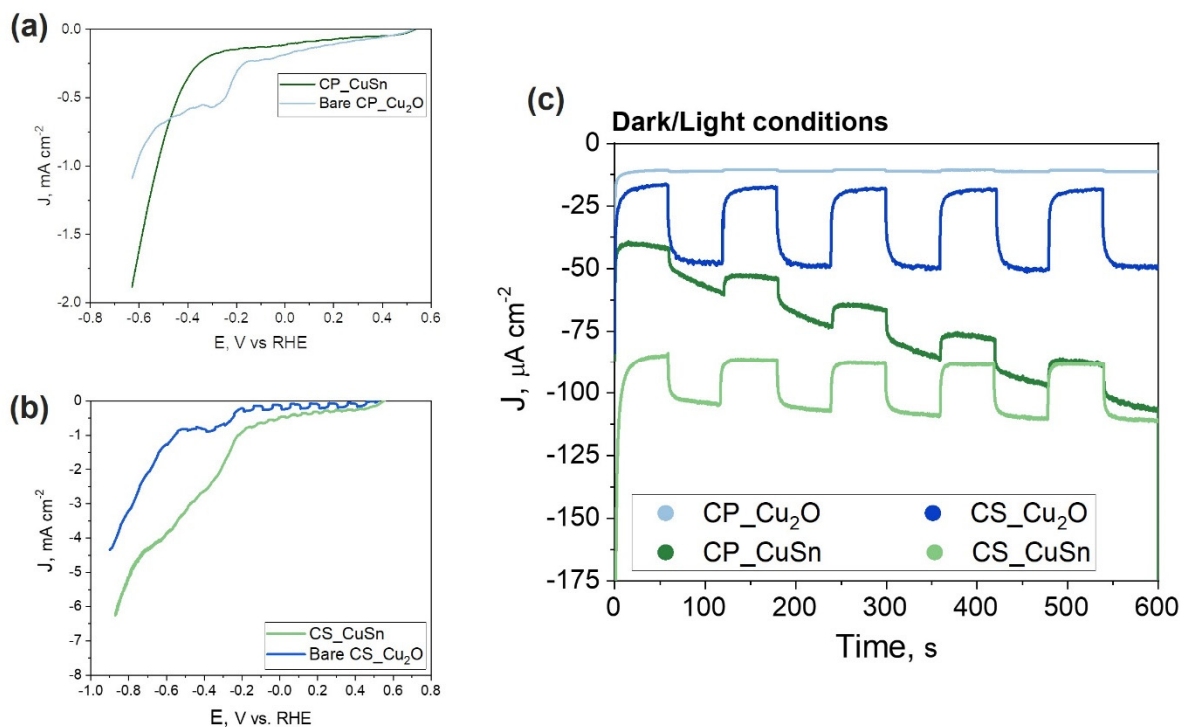 (a)
0.0
-0.5
-1.0
-1.5
-2.0
J, mA cm⁻²
CP_CuSn
Bare CP_Cu₂O
-0.8 -0.6 -0.4 -0.2 0.0 0.2 0.4 0.6
E, V vs RHE
(b)
0
-1
-2
-3
-4
-5
-6
-7
-8
J, mA cm⁻²
CS_CuSn
Bare CS_Cu₂O
-1.0 -0.8 -0.6 -0.4 -0.2 -0.0 0.2 0.4 0.6
E, V vs. RHE
(c)
Dark/Light conditions
0
-25
-50
-75
-100
-125
-150
-175
J, μA cm⁻²
CP_Cu₂O CS_Cu₂O
CP_CuSn CS_CuSn
0 100 200 300 400 500 600
Time, s